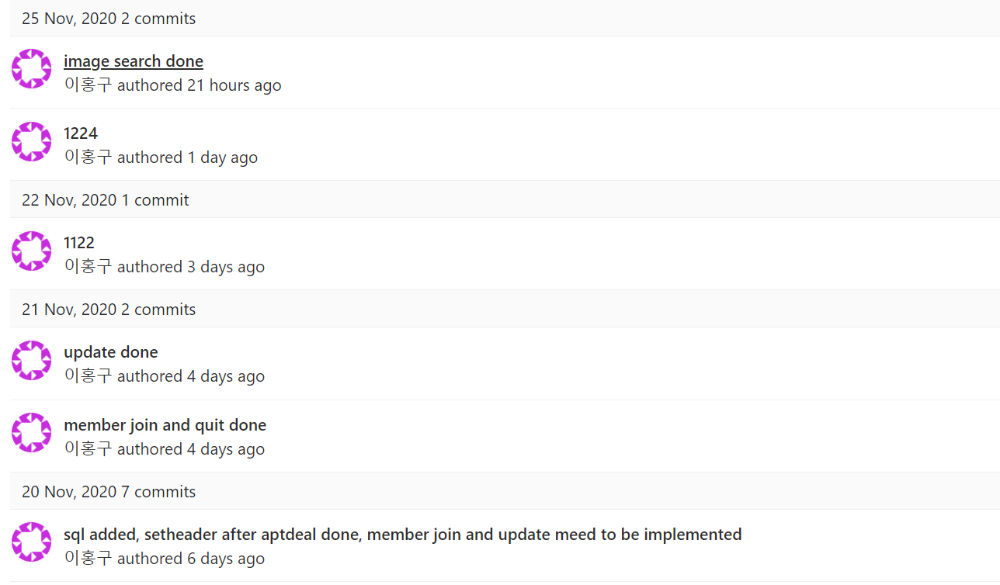 25 Nov, 2020 2 commits
image search done
이홍구 authored 21 hours ago
1224
이홍구 authored 1 day ago
22 Nov, 2020 1 commit
1122
이홍구 authored 3 days ago
21 Nov, 2020 2 commits
update done
이홍구 authored 4 days ago
member join and quit done
이홍구 authored 4 days ago
20 Nov, 2020 7 commits
sql added, setheader after aptdeal done, member join and update meed to be implemented
이홍구 authored 6 days ago